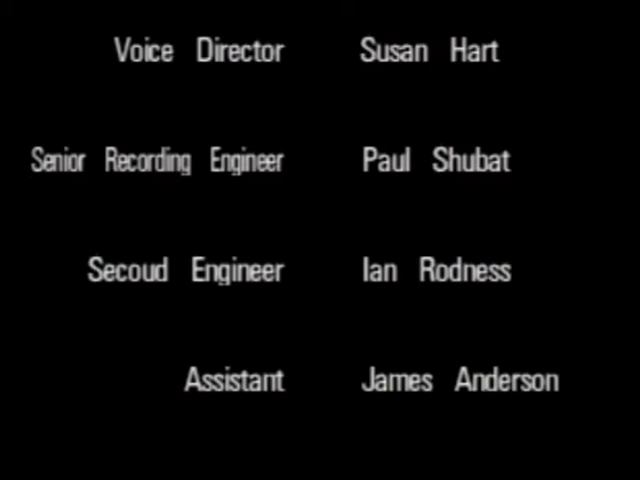 Voice Director Susan Hart
Senior Recording Engineer Paul Shubat
Secoud Engineer Ian Rodness
Assistant James Anderson